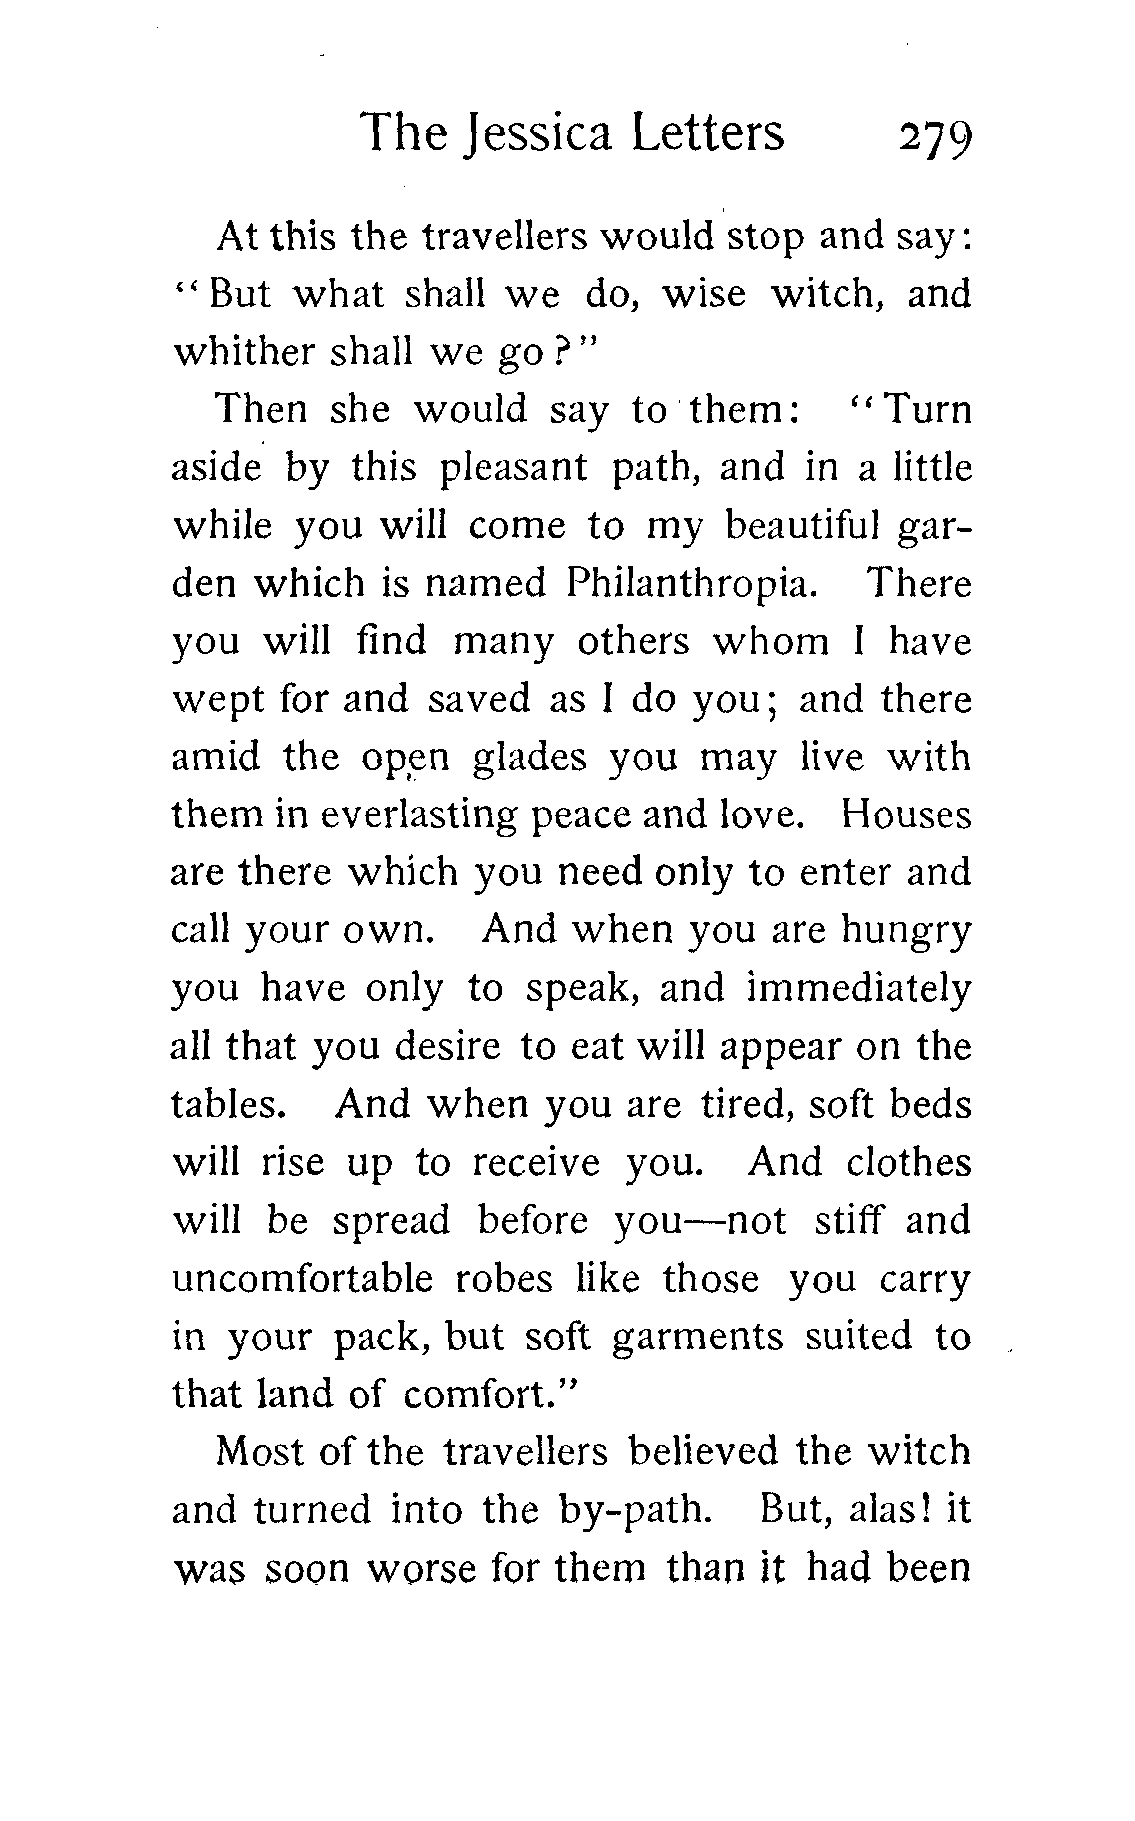 The Jessica Letters 279
At this the travellers would stop and say:
“But what shall we do, wise witch, and
whither shall we go?”
Then she would say to them: “Turn
aside by this pleasant path, and in a little
while you will come to my beautiful gar-
den which is named Philanthropia. There
you will find many others whom I have
wept for and saved as I do you; and there
amid the open glades you may live with
them in everlasting peace and love. Houses
are there which you need only to enter and
call your own. And when you are hungry
you have only to speak, and immediately
all that you desire to eat will appear on the
tables. And when you are tired, soft beds
will rise up to receive you. And clothes
will be spread before you—not stiff and
uncomfortable robes like those you carry
in your pack, but soft garments suited to
that land of comfort.”
Most of the travellers believed the witch
and turned into the by-path. But, alas! it
was soon worse for them than it had been